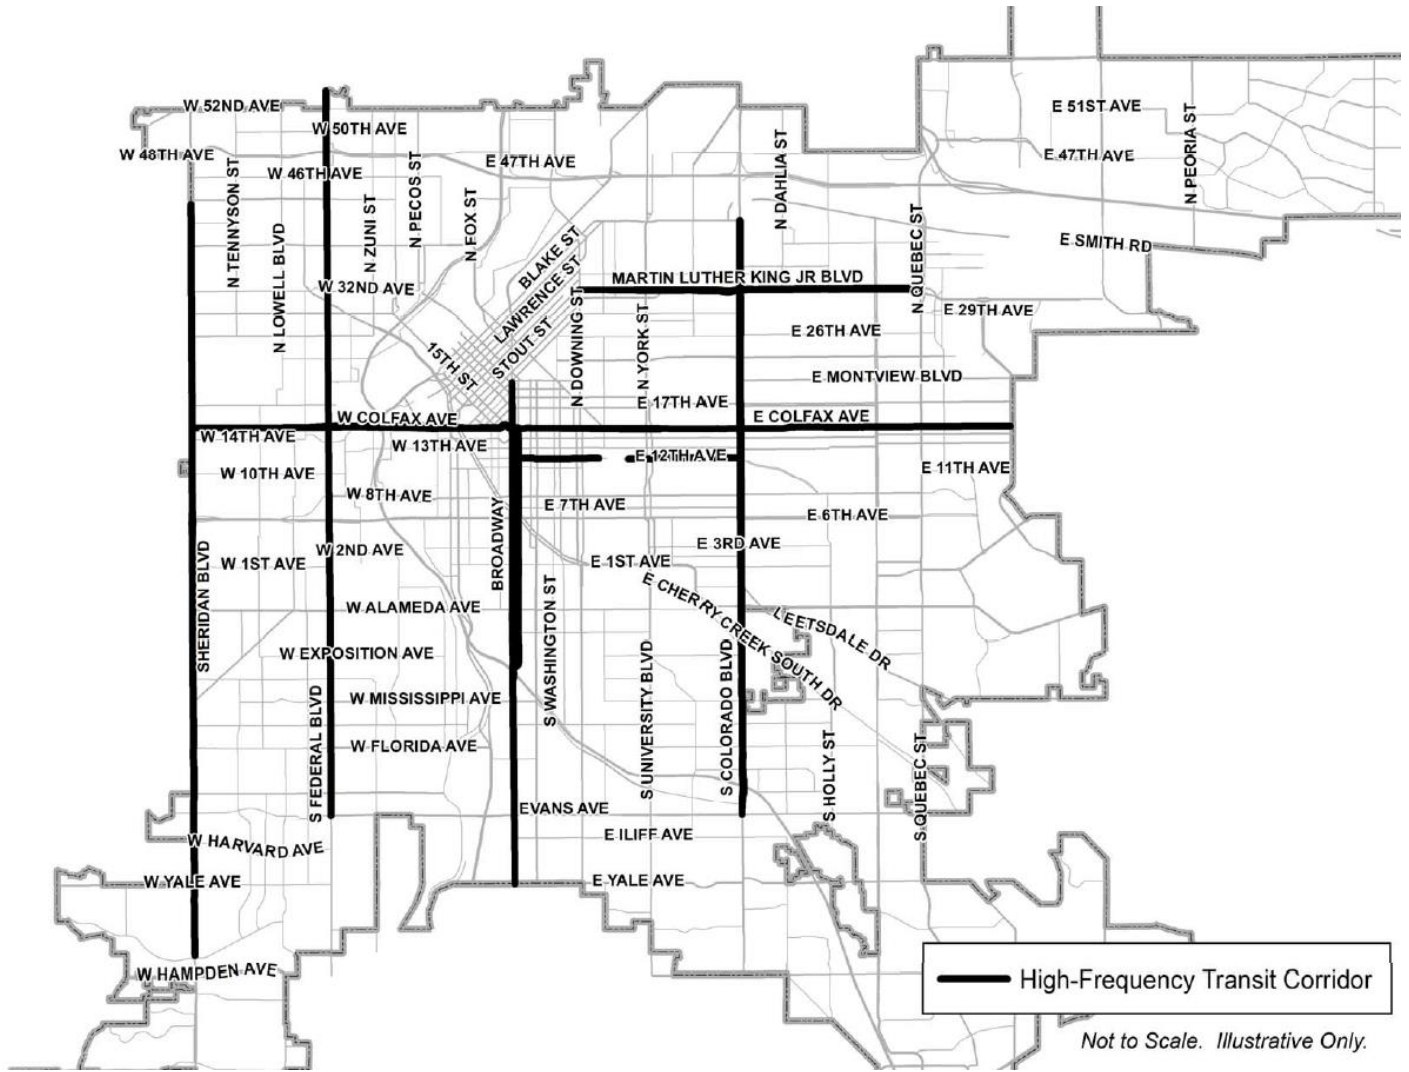 W 52ND AVE
E 51ST AVE
W 50TH AVE
W 48TH AVE
E 47TH AVE
E 47TH AVE
W 46TH AVE
N TENNYSON ST
N LOWELL BLVD
N ZUNI ST
N PECOS ST
N FOX ST
N DAHLIA ST
N PEORIA ST
N QUEBEC ST
E SMITH RD
BLAKE ST
LAWRENCE ST
STOUT ST
15TH ST
MARTIN LUTHER KING JR BLVD
W 32ND AVE
N DOWNING ST
N YORK ST
E 29TH AVE
E 26TH AVE
E MONTVIEW BLVD
E 17TH AVE
W COLFAX AVE
E COLFAX AVE
W 14TH AVE
W 13TH AVE
E 12TH AVE
E 11TH AVE
W 10TH AVE
W 8TH AVE
E 7TH AVE
E 6TH AVE
BROADWAY
E 3RD AVE
W 2ND AVE
W 1ST AVE
E 1ST AVE
SHERIDAN BLVD
W ALAMEDA AVE
S WASHINGTON ST
E CHERRY CREEK SOUTH DR
LEETSDALE DR
W EXPOSITION AVE
W MISSISSIPPI AVE
S FEDERAL BLVD
S UNIVERSITY BLVD
S COLORADO BLVD
W FLORIDA AVE
S HOLLY ST
S QUEBEC ST
EVANS AVE
E ILIFF AVE
W HARVARD AVE
W YALE AVE
E YALE AVE
W HAMPDEN AVE
High-Frequency Transit Corridor
Not to Scale. Illustrative Only.